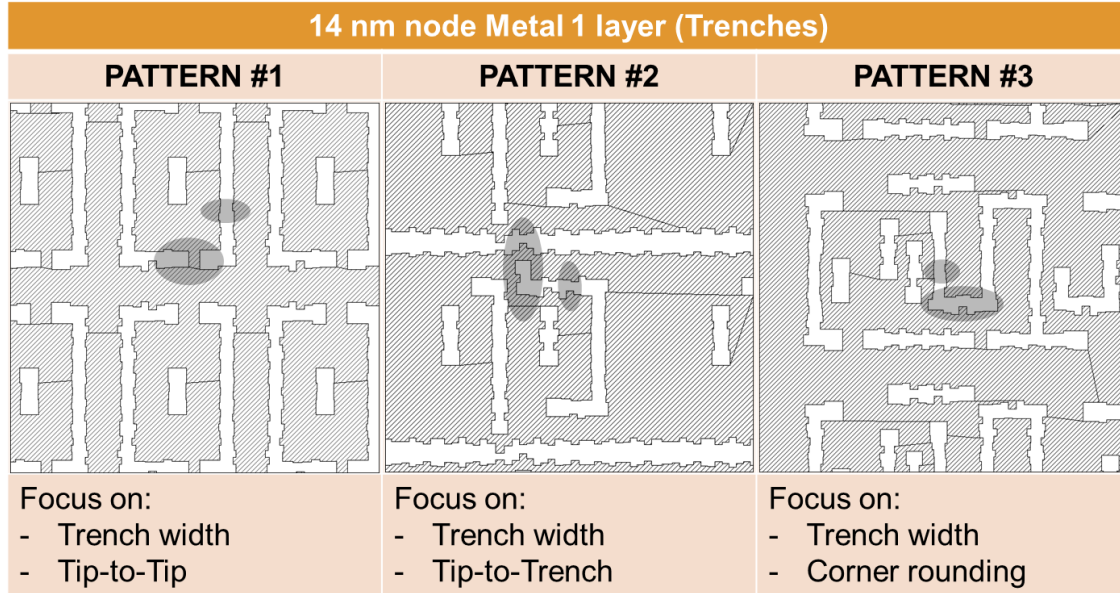 14 nm node Metal 1 layer (Trenches)
PATTERN #1
PATTERN #2
PATTERN #3
Focus on:
- Trench width
- Tip-to-Tip
Focus on:
- Trench width
- Tip-to-Trench
Focus on:
- Trench width
- Corner rounding